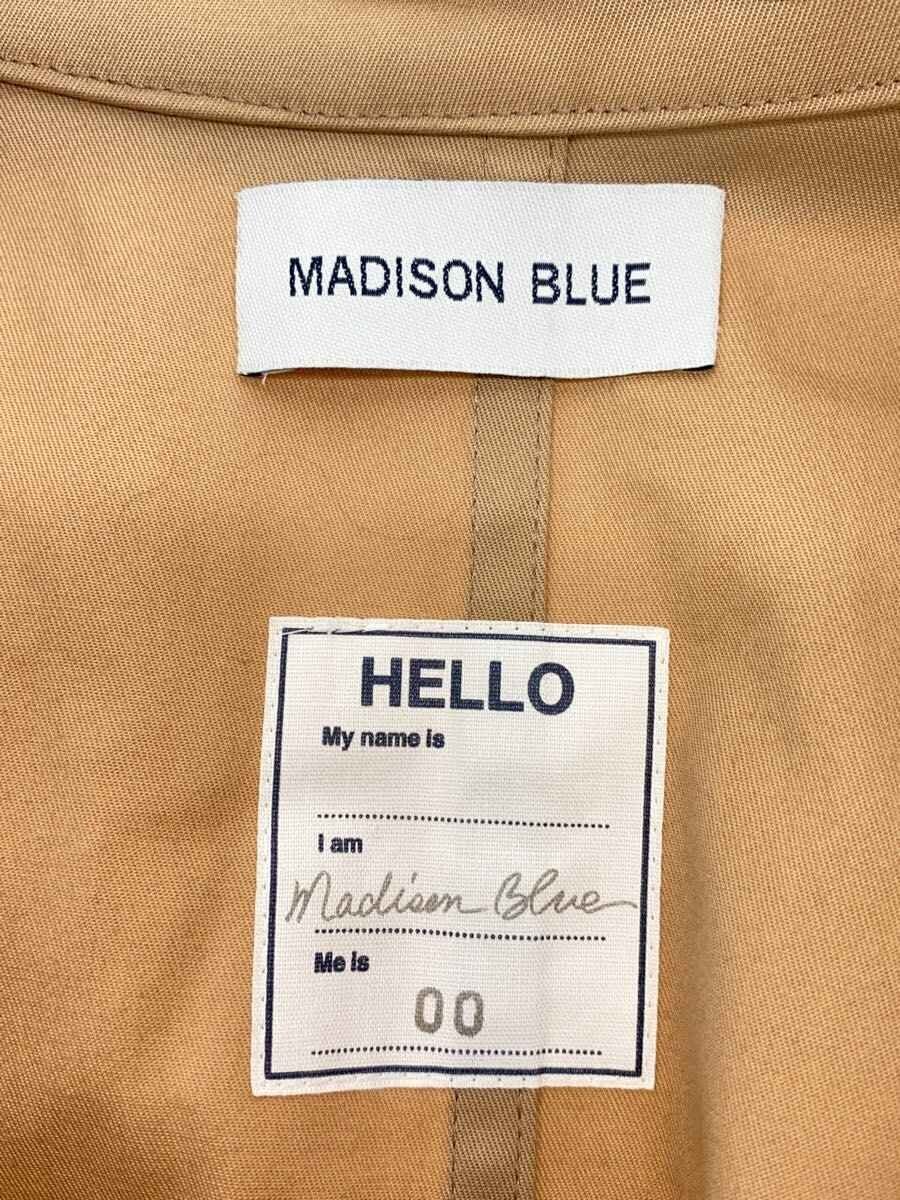 MADISON BLUE
HELLO
My name is
I am
Madison Blue
Me is
00